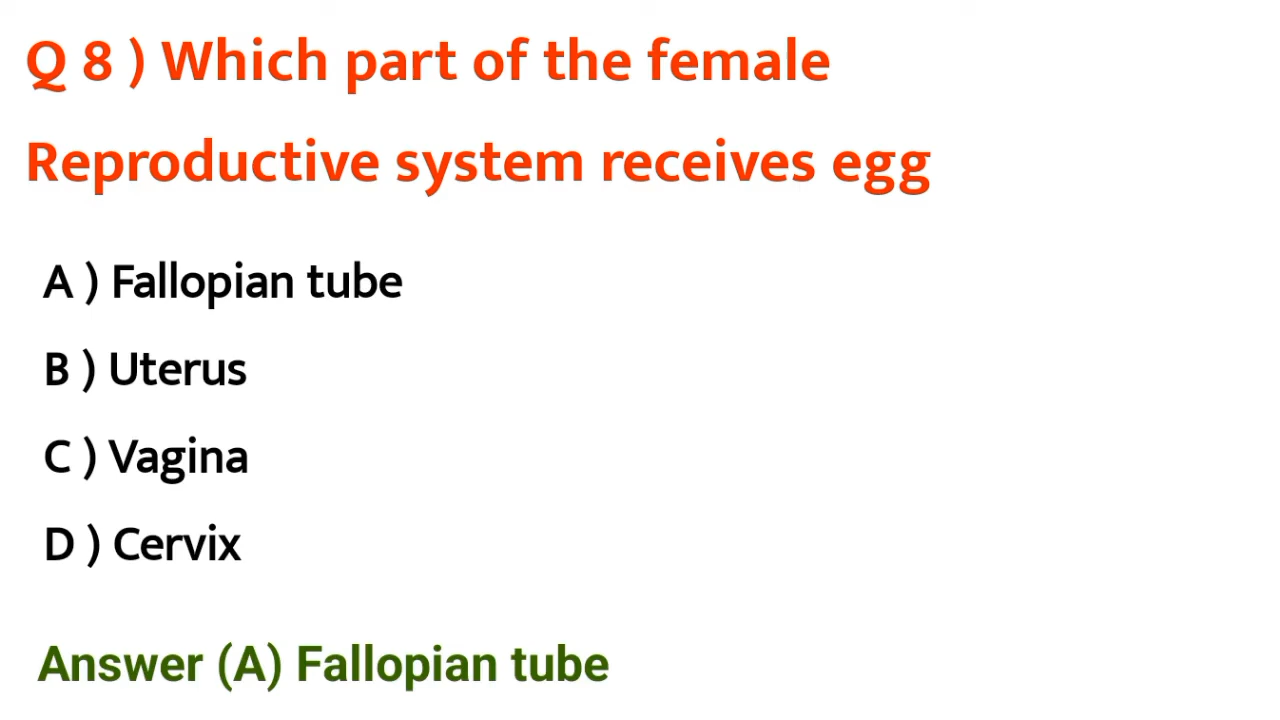 Q 8 ) Which part of the female
Reproductive system receives egg
A ) Fallopian tube
B ) Uterus
C ) Vagina
D ) Cervix
Answer (A) Fallopian tube